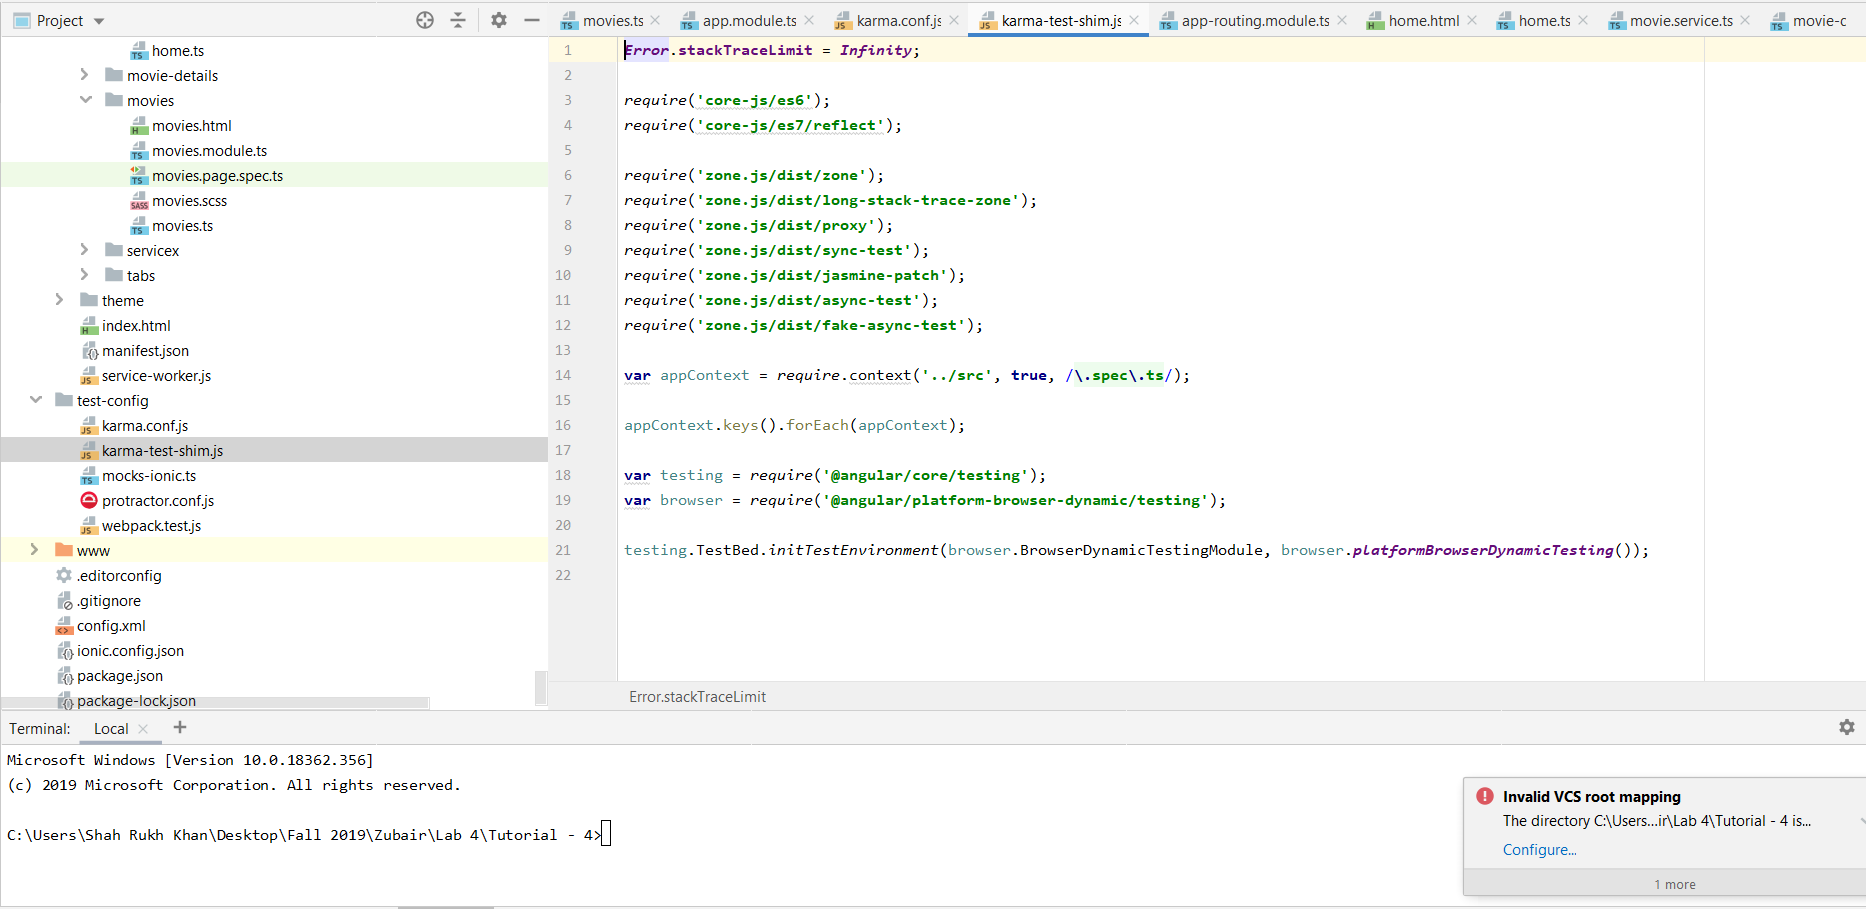 Project
movies.ts
app.module.ts
karma.conf.js
karma-test-shim.js
app-routing.module.ts
home.html
home.ts
movie.service.ts
movie-c
home.ts
movie-details
movies
movies.html
movies.module.ts
movies.page.spec.ts
movies.scss
movies.ts
servicex
tabs
theme
index.html
manifest.json
service-worker.js
test-config
karma.conf.js
karma-test-shim.js
mocks-ionic.ts
protractor.conf.js
webpack.test.js
www
.editorconfig
.gitignore
config.xml
ionic.config.json
package.json
package-lock.json
1 Error.stackTraceLimit = Infinity;
2
3 require('core-js/es6');
4 require('core-js/es7/reflect');
5
6 require('zone.js/dist/zone');
7 require('zone.js/dist/long-stack-trace-zone');
8 require('zone.js/dist/proxy');
9 require('zone.js/dist/sync-test');
10 require('zone.js/dist/jasmine-patch');
11 require('zone.js/dist/async-test');
12 require('zone.js/dist/fake-async-test');
13
14 var appContext = require.context('../src', true, /\.spec\.ts/);
15
16 appContext.keys().forEach(appContext);
17
18 var testing = require('@angular/core/testing');
19 var browser = require('@angular/platform-browser-dynamic/testing');
20
21 testing.TestBed.initTestEnvironment(browser.BrowserDynamicTestingModule, browser.platformBrowserDynamicTesting());
22
Error.stackTraceLimit
Terminal: Local +
Microsoft Windows [Version 10.0.18362.356]
(c) 2019 Microsoft Corporation. All rights reserved.
C:\Users\Shah Rukh Khan\Desktop\Fall 2019\Zubair\Lab 4\Tutorial - 4>
Invalid VCS root mapping
The directory C:\Users...ir\Lab 4\Tutorial - 4 is...
Configure...
1 more